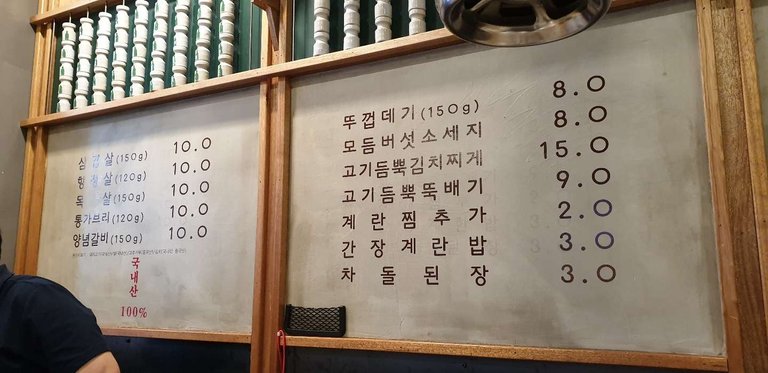 삼겹살(150g) 10.0
항정살(120g) 10.0
목살(150g) 10.0
통가브리(120g) 10.0
양념갈비(150g) 10.0
국내산
100%
뚜껍데기(150g) 8.0
모듬버섯소세지 8.0
고기듬뿍김치찌게 15.0
고기듬뿍뚝배기 9.0
계란찜추가 2.0
간장계란밥 3.0
차돌된장 3.0